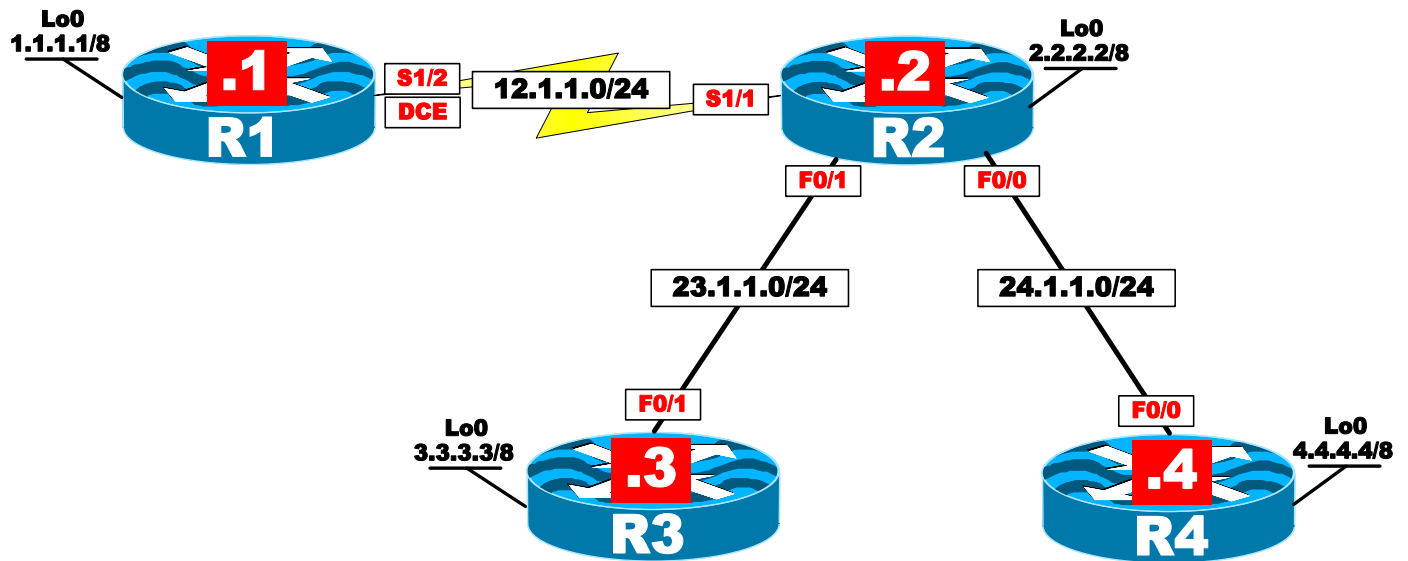 Lo0
1.1.1.1/8
.1
R1
S1/2
DCE
12.1.1.0/24
S1/1
.2
R2
Lo0
2.2.2.2/8
F0/1
F0/0
23.1.1.0/24
24.1.1.0/24
F0/1
F0/0
Lo0
3.3.3.3/8
.3
R3
.4
R4
Lo0
4.4.4.4/8